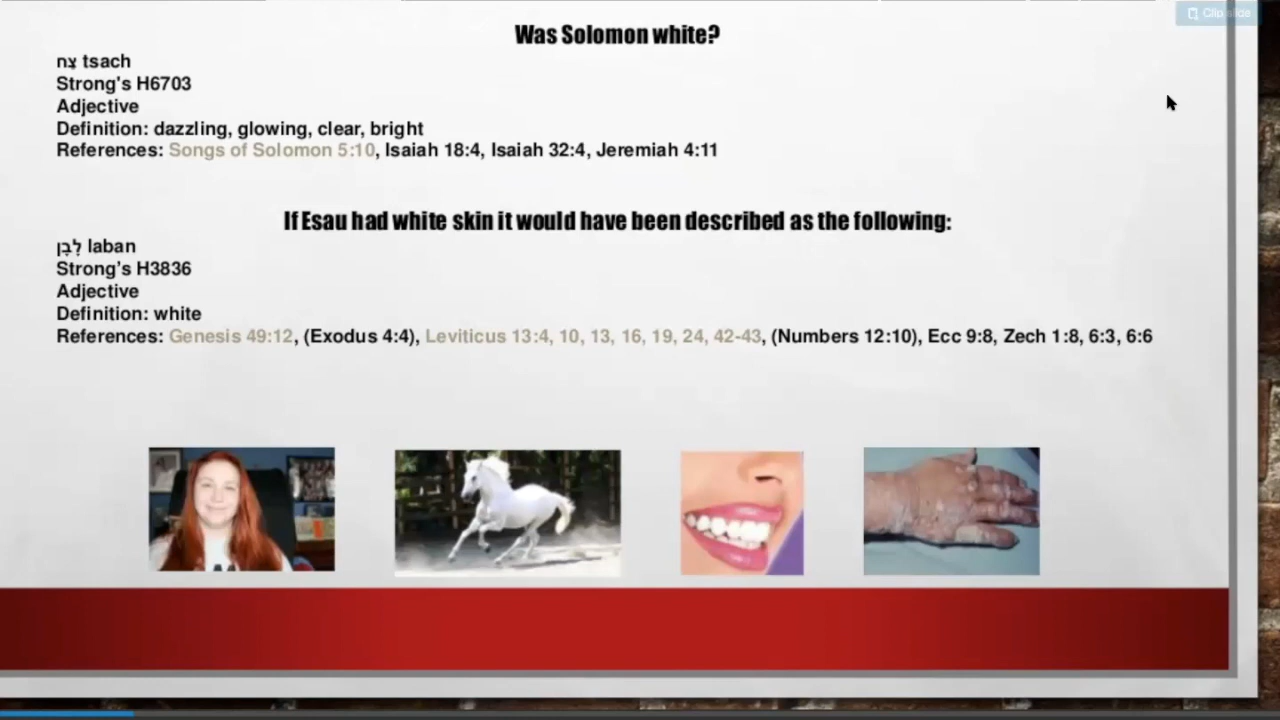 Clip slide
Was Solomon white?
צַח tsach
Strong's H6703
Adjective
Definition: dazzling, glowing, clear, bright
References: Songs of Solomon 5:10, Isaiah 18:4, Isaiah 32:4, Jeremiah 4:11
If Esau had white skin it would have been described as the following:
לָבָן laban
Strong’s H3836
Adjective
Definition: white
References: Genesis 49:12, (Exodus 4:4), Leviticus 13:4, 10, 13, 16, 19, 24, 42-43, (Numbers 12:10), Ecc 9:8, Zech 1:8, 6:3, 6:6